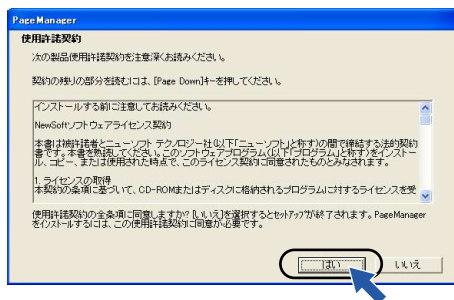 PageManager
使用許諾契約
次の製品使用許諾契約を注意深くお読みください。
契約の残りの部分を読むには、[Page Down]キーを押してください。
インストールする前に注意してお読みください。
NewSoftソフトウェアライセンス契約
本書は被許諾者とニューソフト テクノロジー社(以下「ニューソフト」と称す)の間で締結する法的契約
書です。本書を熟読してください。このソフトウェアプログラム(以下「プログラム」と称す)をインストー
ル、コピー、または使用された時点で、このライセンス契約に同意されたものとみなされます。
1. ライセンスの取得
本契約の条項に基づいて、CD-ROMまたはディスクに格納されるプログラムに対するライセンスを受
使用許諾契約の全条項に同意しますか? [いいえ]を選択するとセットアップが終了されます。PageManager
をインストールするには、この使用許諾契約に同意が必要です。
はい
いいえ